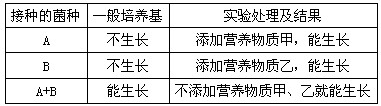 接种的菌种 一般培养基 实验处理及结果
A 不生长 添加营养物质甲，能生长
B 不生长 添加营养物质乙，能生长
A+B 能生长 不添加营养物质甲、乙就能生长